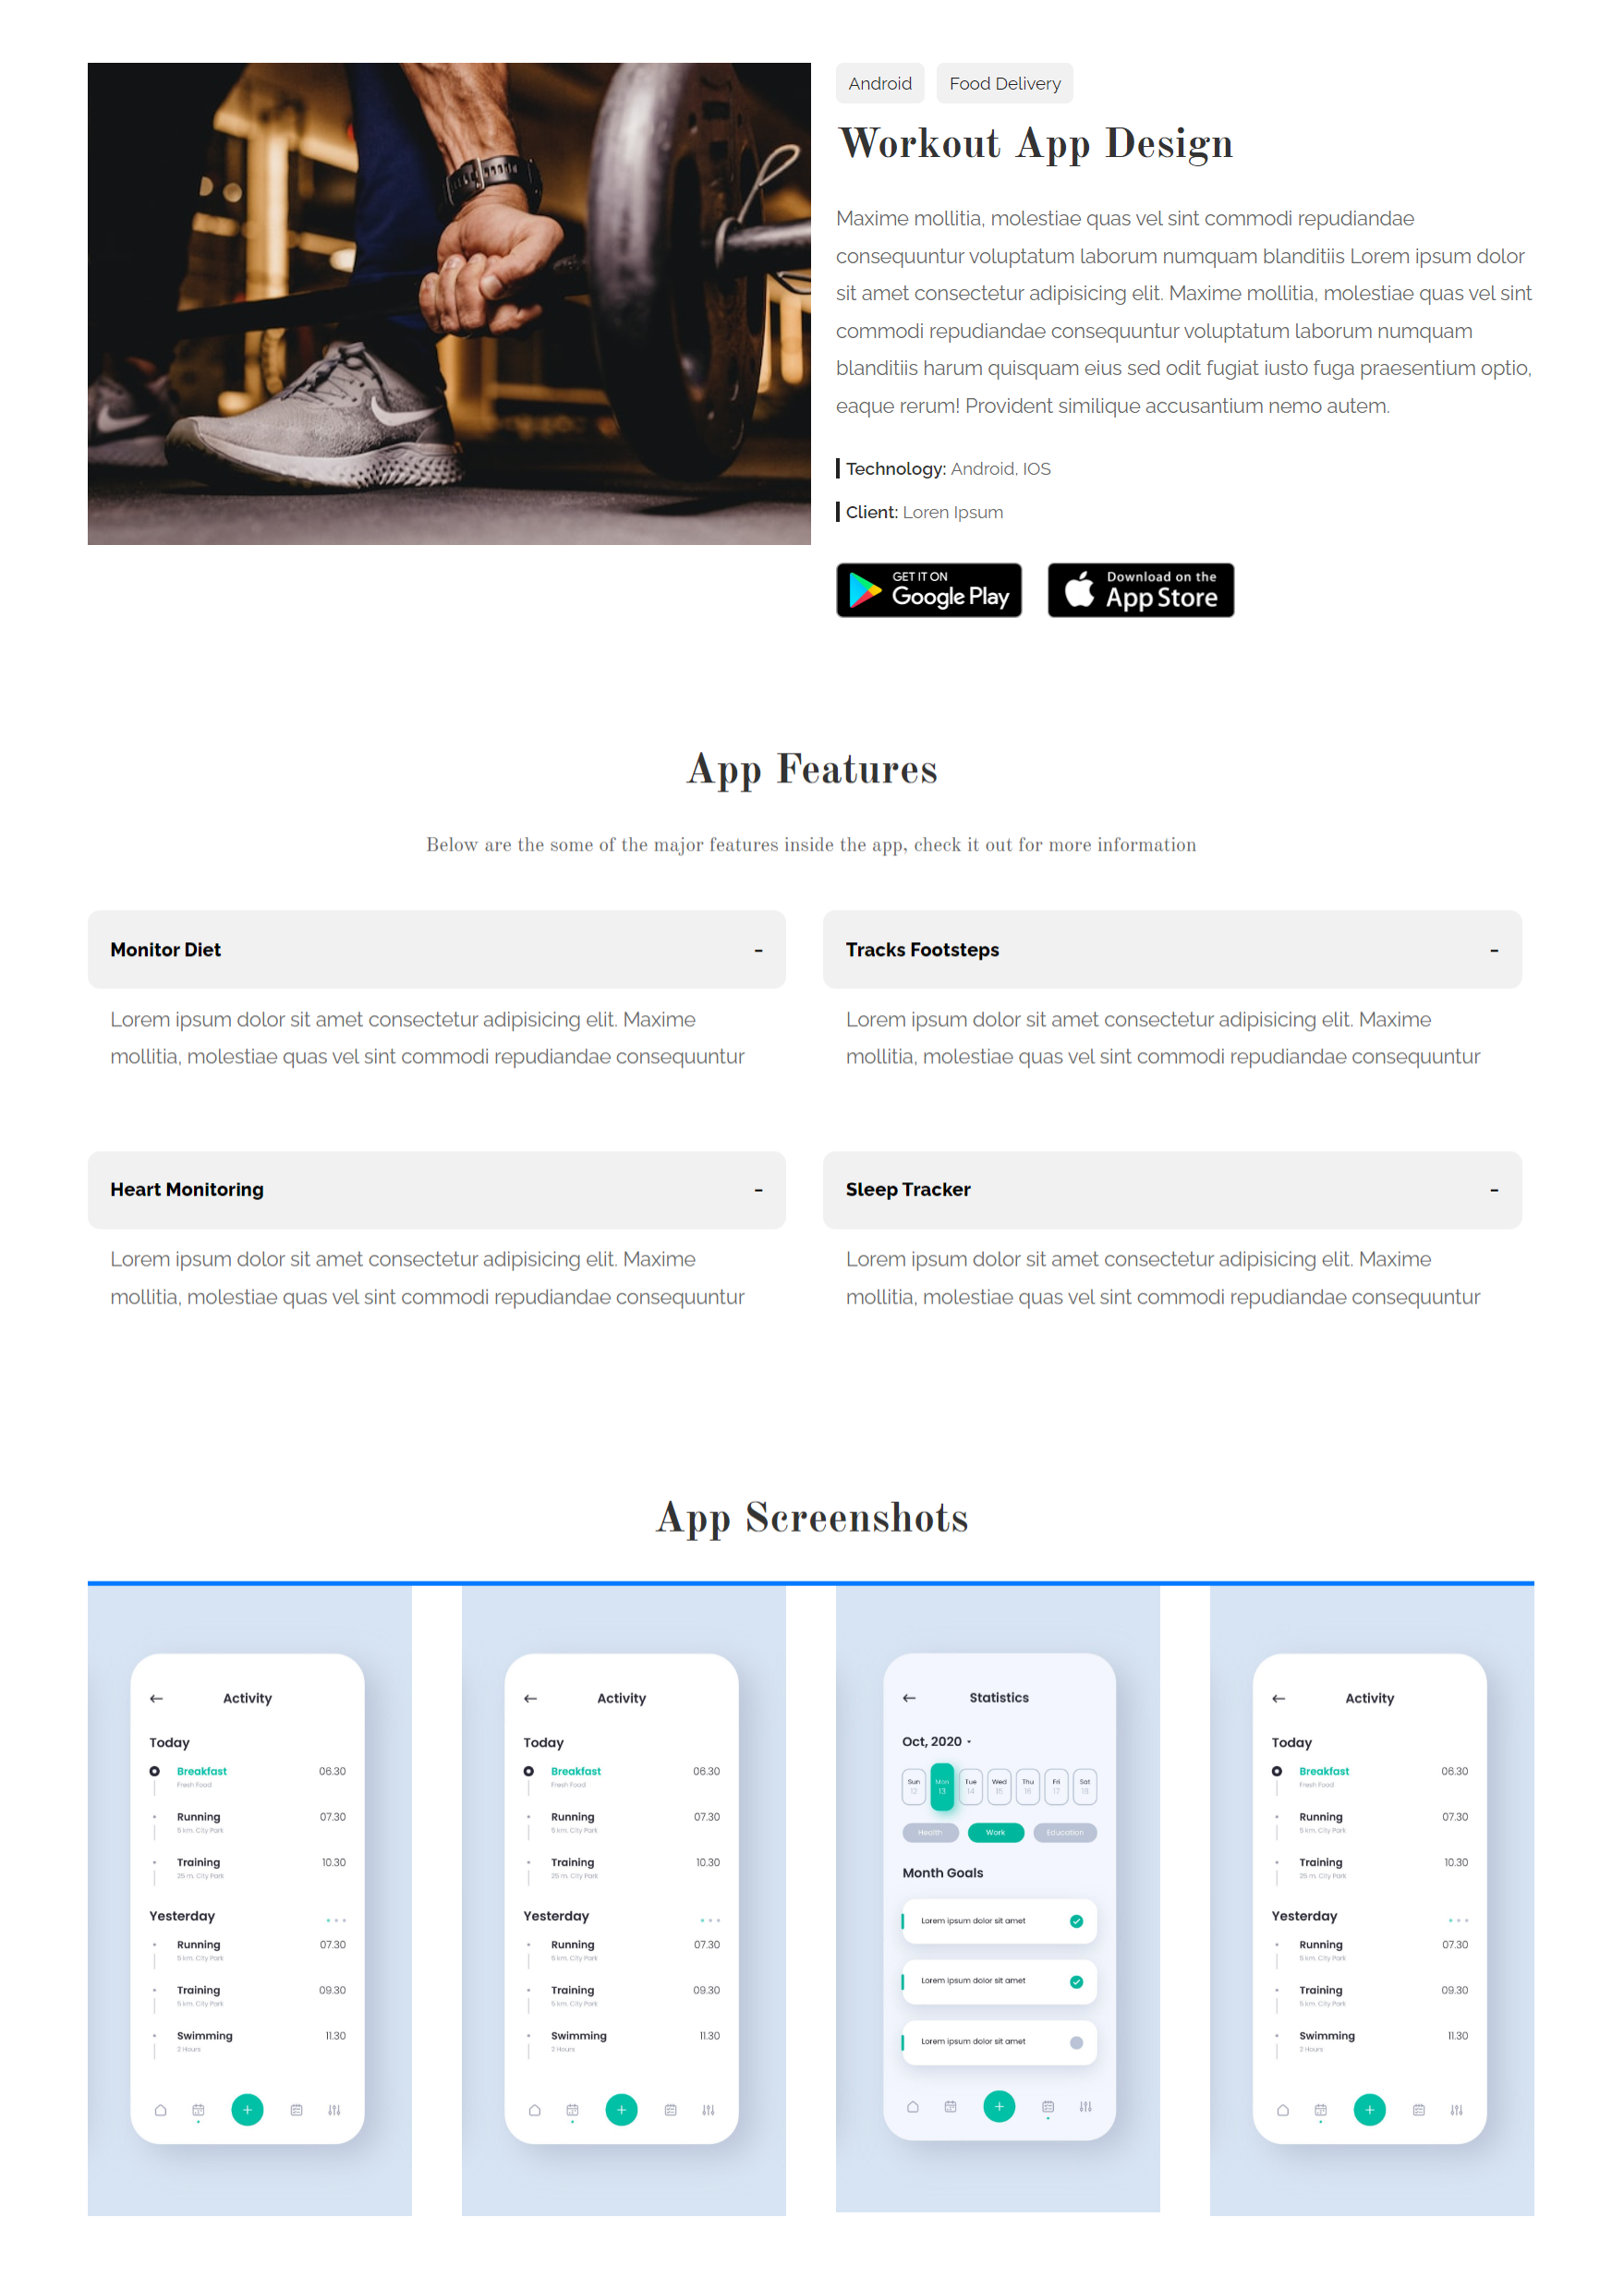 Android
Food Delivery
Workout App Design
Maxime mollitia, molestiae quas vel sint commodi repudiandae
consequuntur voluptatum laborum numquam blanditiis Lorem ipsum dolor
sit amet consectetur adipisicing elit. Maxime mollitia, molestiae quas vel sint
commodi repudiandae consequuntur voluptatum laborum numquam
blanditiis harum quisquam eius sed odit fugiat iusto fuga praesentium optio,
eaque rerum! Provident similique accusantium nemo autem.
Technology: Android, IOS
Client: Loren Ipsum
GET IT ON
Google Play
Download on the
App Store
App Features
Below are the some of the major features inside the app, check it out for more information
Monitor Diet -
Lorem ipsum dolor sit amet consectetur adipisicing elit. Maxime
mollitia, molestiae quas vel sint commodi repudiandae consequuntur
Tracks Footsteps -
Lorem ipsum dolor sit amet consectetur adipisicing elit. Maxime
mollitia, molestiae quas vel sint commodi repudiandae consequuntur
Heart Monitoring -
Lorem ipsum dolor sit amet consectetur adipisicing elit. Maxime
mollitia, molestiae quas vel sint commodi repudiandae consequuntur
Sleep Tracker -
Lorem ipsum dolor sit amet consectetur adipisicing elit. Maxime
mollitia, molestiae quas vel sint commodi repudiandae consequuntur
App Screenshots
Activity
Today
Breakfast 06.30
Fresh Food
Running 07.30
5 km. City Park
Training 10.30
25 m. City Park
Yesterday
Running 07.30
5 km. City Park
Training 09.30
5 km. City Park
Swimming 11.30
2 Hours
Activity
Today
Breakfast 06.30
Fresh Food
Running 07.30
5 km. City Park
Training 10.30
25 m. City Park
Yesterday
Running 07.30
5 km. City Park
Training 09.30
5 km. City Park
Swimming 11.30
2 Hours
Statistics
Oct, 2020
Sun Mon Tue Wed Thu Fri Sat
12 13 14 15 16 17 18
Health Work Education
Month Goals
Lorem ipsum dolor sit amet
Lorem ipsum dolor sit amet
Lorem ipsum dolor sit amet
Activity
Today
Breakfast 06.30
Fresh Food
Running 07.30
5 km. City Park
Training 10.30
25 m. City Park
Yesterday
Running 07.30
5 km. City Park
Training 09.30
5 km. City Park
Swimming 11.30
2 Hours